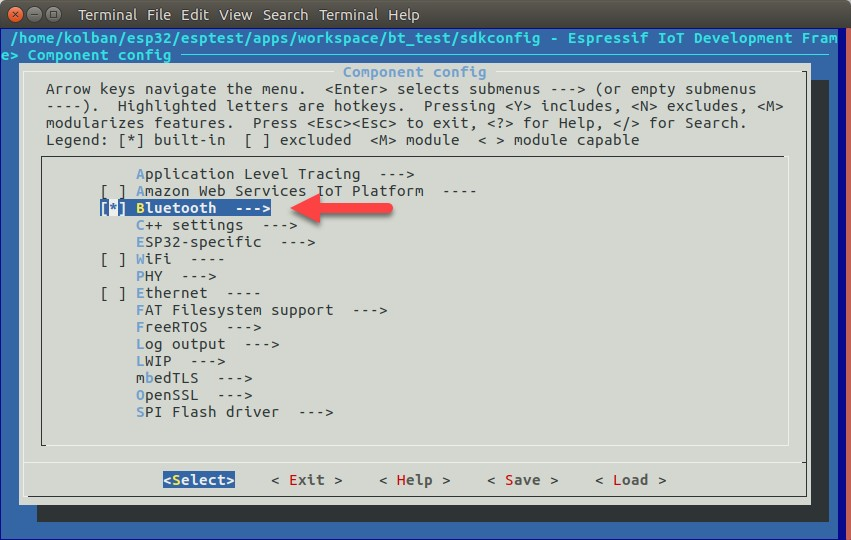 Terminal File Edit View Search Terminal Help
/home/kolban/esp32/esptest/apps/workspace/bt_test/sdkconfig - Espressif IoT Development Fram
e> Component config
Component config
Arrow keys navigate the menu.  <Enter> selects submenus ---> (or empty submenus
----).  Highlighted letters are hotkeys.  Pressing <Y> includes, <N> excludes, <M>
modularizes features.  Press <Esc><Esc> to exit, <?> for Help, </> for Search.
Legend: [*] built-in  [ ] excluded  <M> module  < > module capable
Application Level Tracing  --->
[ ] Amazon Web Services IoT Platform  ----
[*] Bluetooth  --->
C++ settings  --->
ESP32-specific  --->
[ ] WiFi  ----
PHY  --->
[ ] Ethernet  ----
FAT Filesystem support  --->
FreeRTOS  --->
Log output  --->
LWIP  --->
mbedTLS  --->
OpenSSL  --->
SPI Flash driver  --->
<Select>    < Exit >    < Help >    < Save >    < Load >